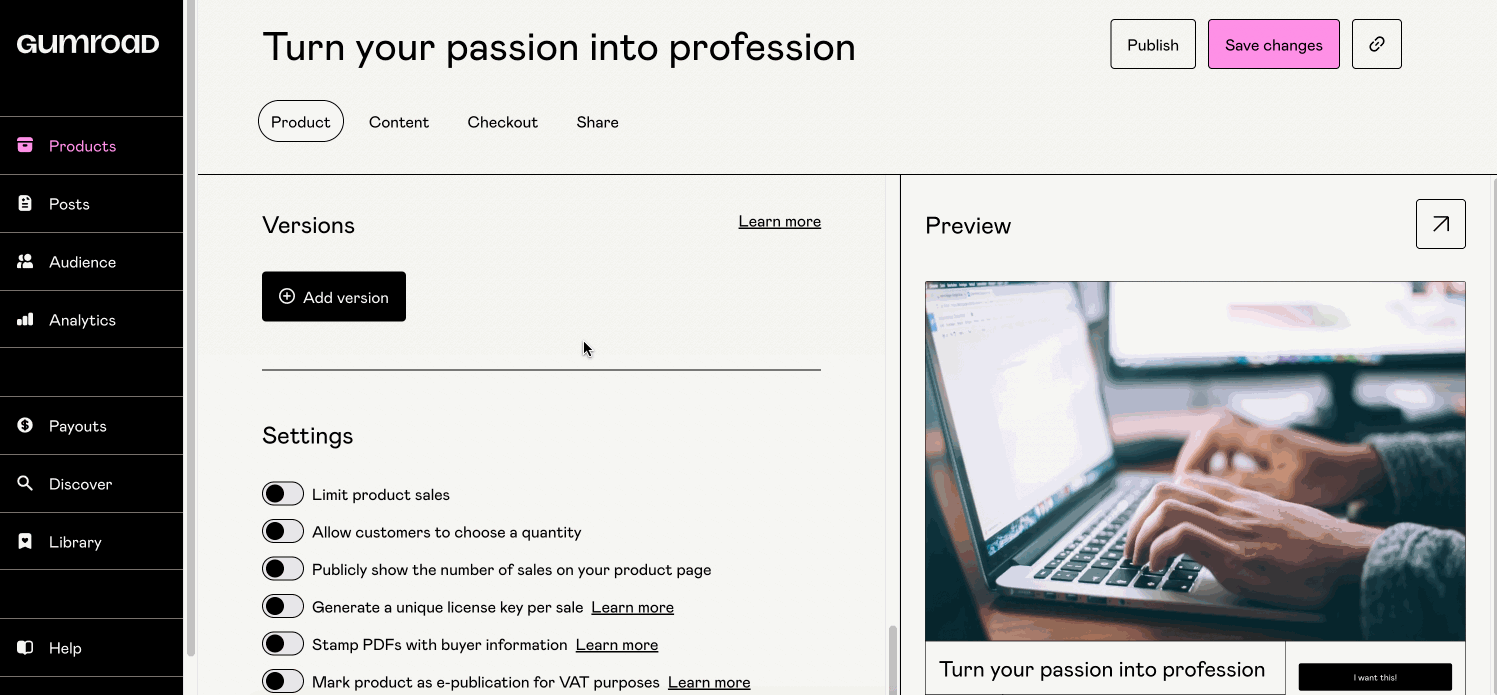 GUMROAD
Products
Posts
Audience
Analytics
Payouts
Discover
Library
Help
Turn your passion into profession
Publish
Save changes
Product
Content
Checkout
Share
Versions
Learn more
Add version
Settings
Limit product sales
Allow customers to choose a quantity
Publicly show the number of sales on your product page
Generate a unique license key per sale Learn more
Stamp PDFs with buyer information Learn more
Mark product as e-publication for VAT purposes Learn more
Preview
Turn your passion into profession
I want this!